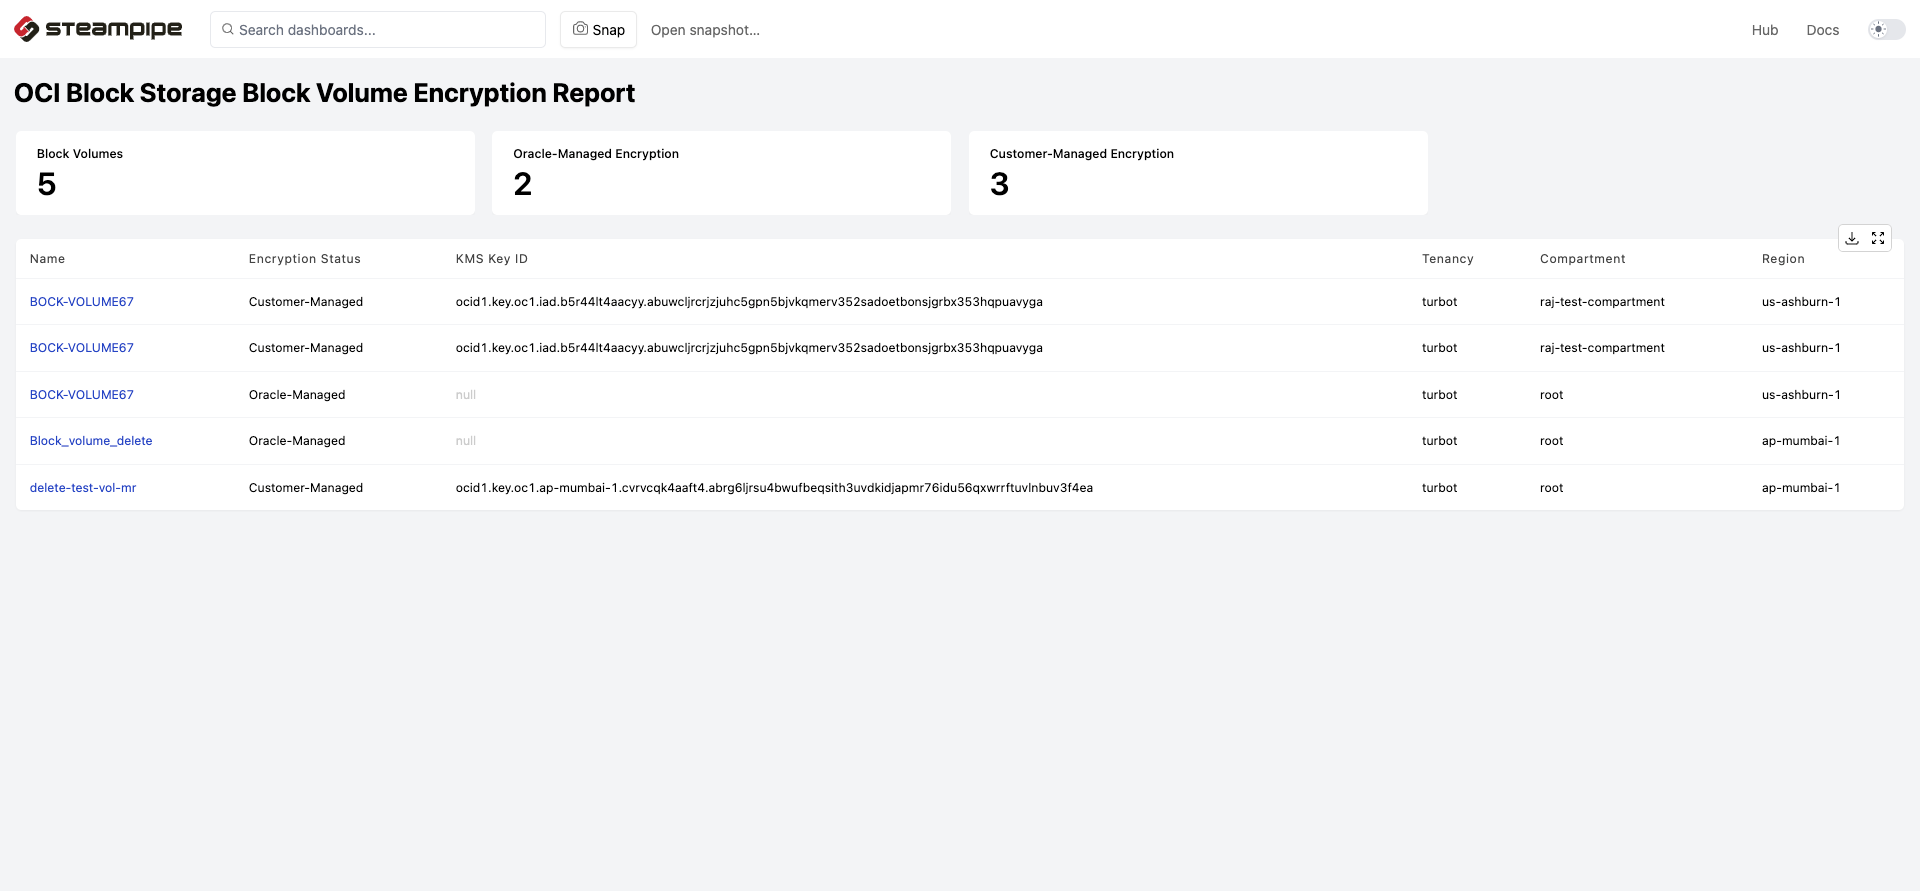 steampipe Search dashboards... Snap Open snapshot... Hub Docs
OCI Block Storage Block Volume Encryption Report
Block Volumes Oracle-Managed Encryption Customer-Managed Encryption
5 2 3
Name Encryption Status KMS Key ID Tenancy Compartment Region
BOCK-VOLUME67 Customer-Managed ocid1.key.oc1.iad.b5r44lt4aacyy.abuwcljrcrjzjuhc5gpn5bjvkqmerv352sadoetbonsjgrbx353hqpuavyga turbot raj-test-compartment us-ashburn-1
BOCK-VOLUME67 Customer-Managed ocid1.key.oc1.iad.b5r44lt4aacyy.abuwcljrcrjzjuhc5gpn5bjvkqmerv352sadoetbonsjgrbx353hqpuavyga turbot raj-test-compartment us-ashburn-1
BOCK-VOLUME67 Oracle-Managed null turbot root us-ashburn-1
Block_volume_delete Oracle-Managed null turbot root ap-mumbai-1
delete-test-vol-mr Customer-Managed ocid1.key.oc1.ap-mumbai-1.cvrvcqk4aaft4.abrg6ljrsu4bwufbeqsith3uvdkidjapmr76idu56qxwrrftuvlnbuv3f4ea turbot root ap-mumbai-1